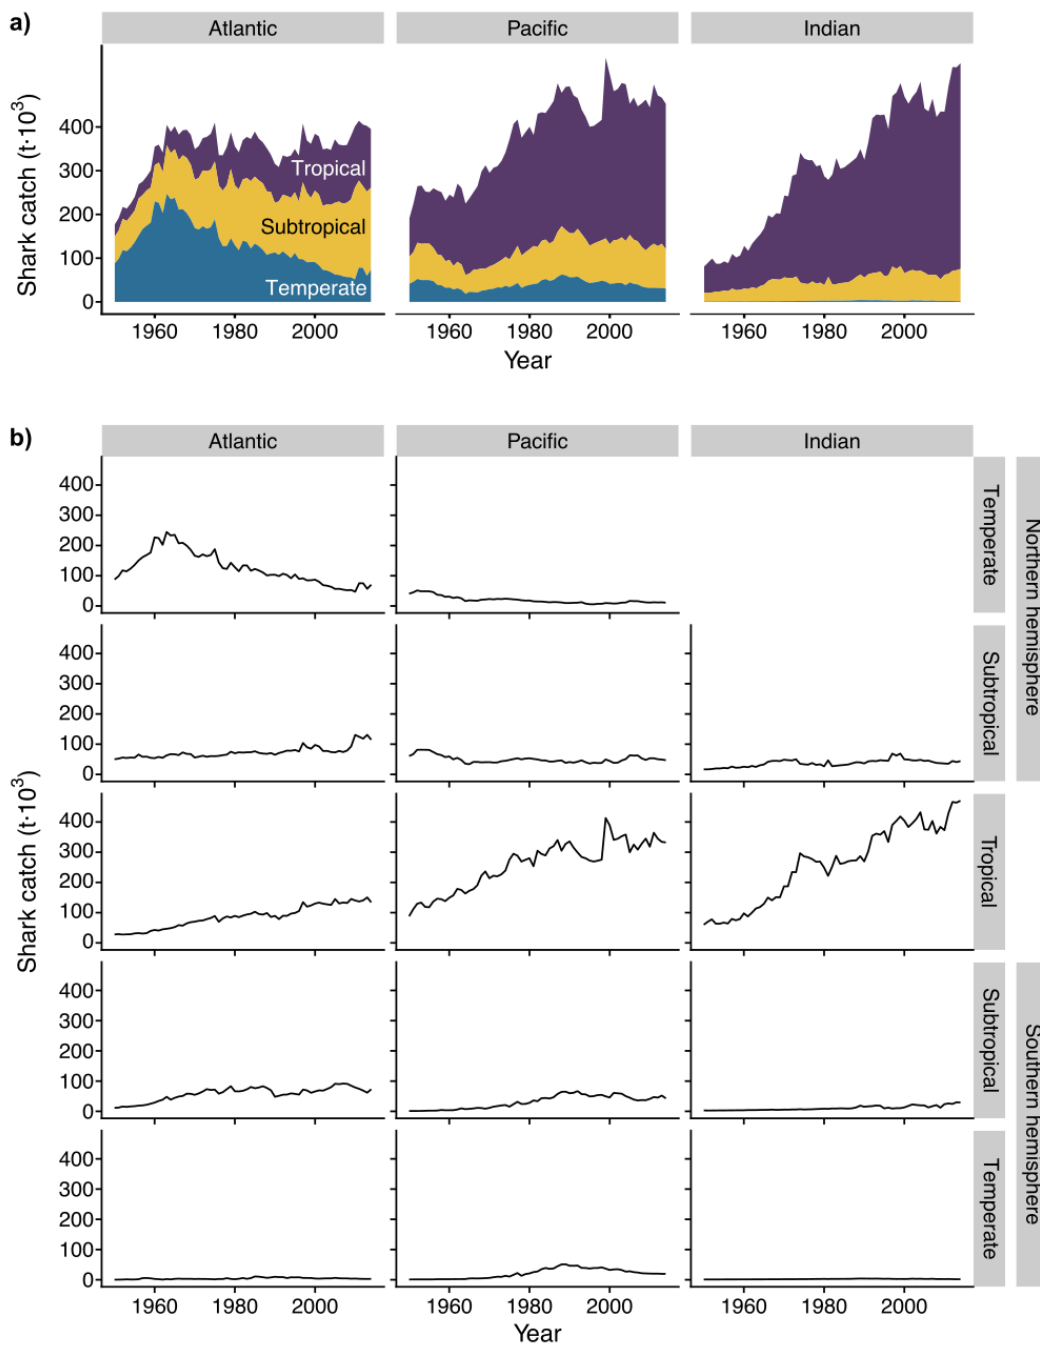 a)
Atlantic
Pacific
Indian
Shark catch (t·10³)
400
300
200
100
0
Tropical
Subtropical
Temperate
1960
1980
2000
1960
1980
2000
1960
1980
2000
Year
b)
Atlantic
Pacific
Indian
Shark catch (t·10³)
400
300
200
100
0
Temperate
Northern hemisphere
400
300
200
100
0
Subtropical
400
300
200
100
0
Tropical
400
300
200
100
0
Subtropical
Southern hemisphere
400
300
200
100
0
Temperate
1960
1980
2000
1960
1980
2000
1960
1980
2000
Year